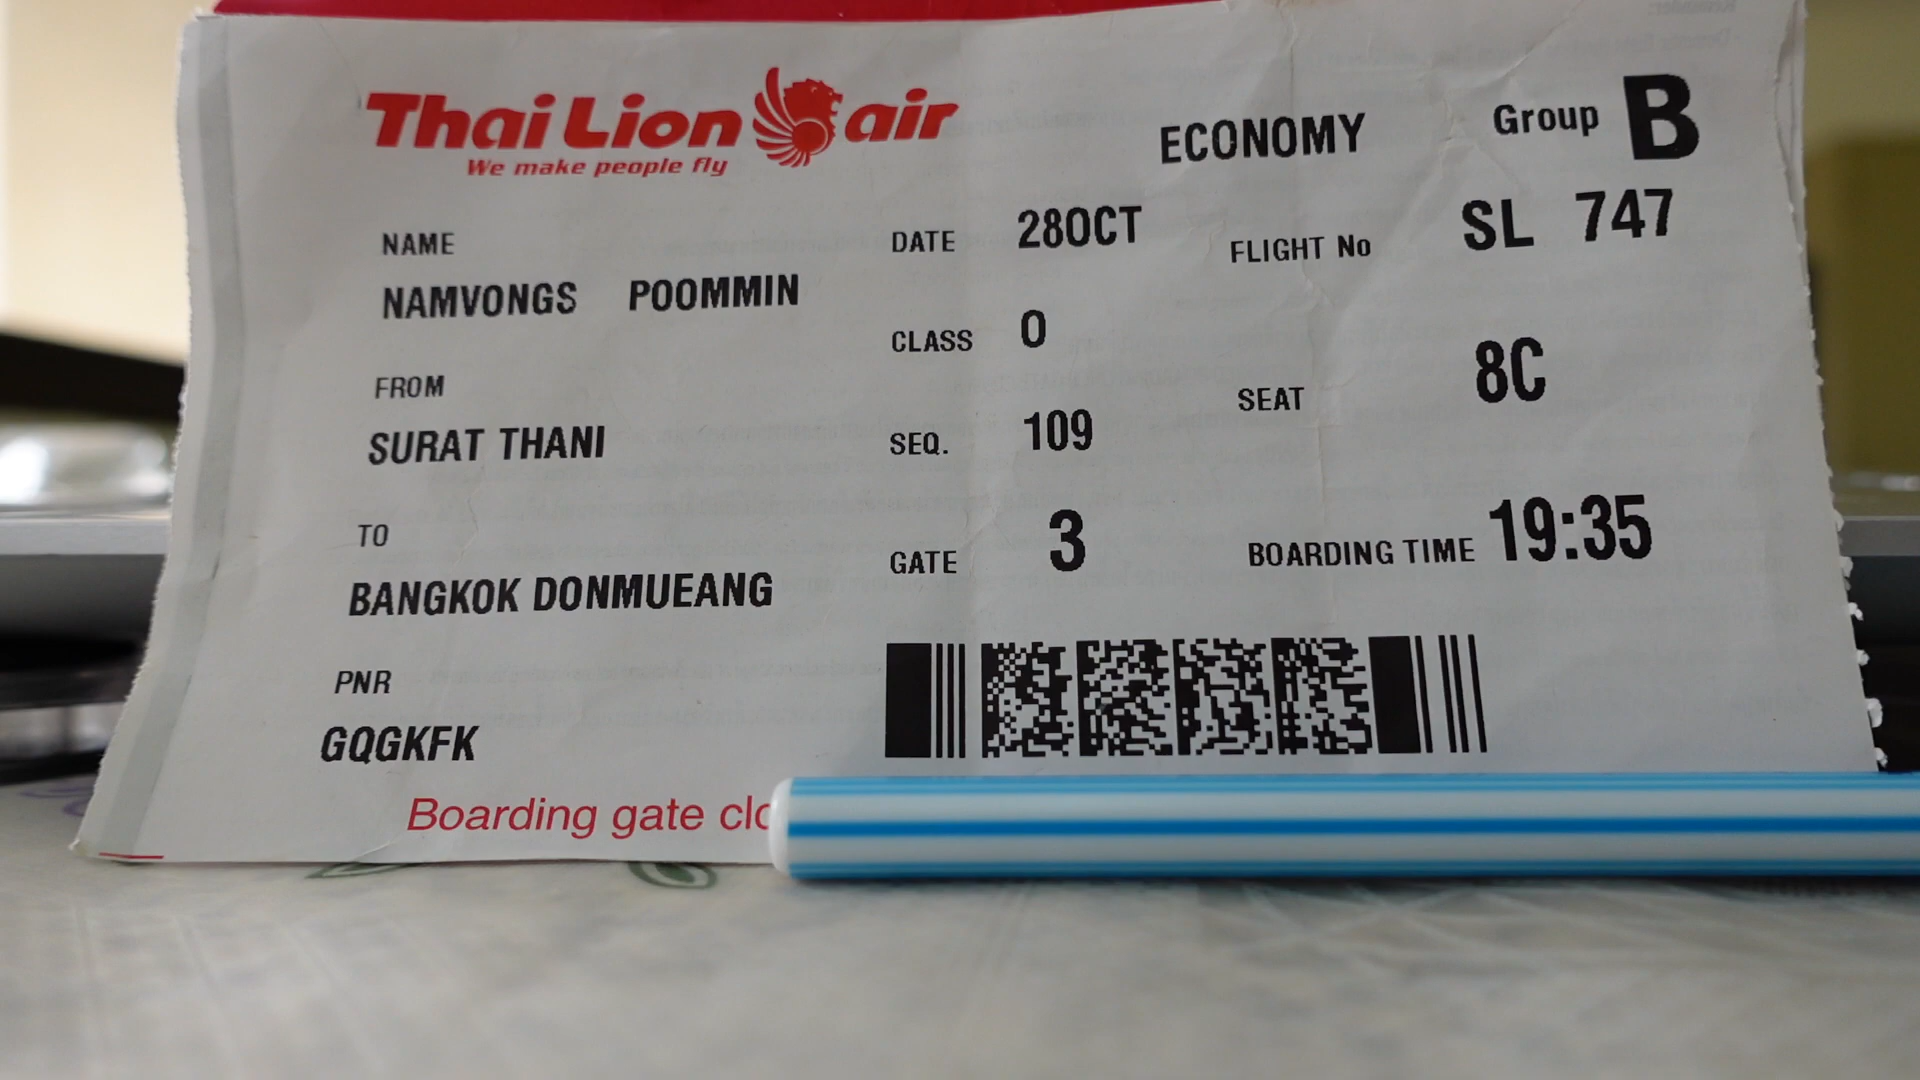 Thai Lion air
We make people fly
ECONOMY
Group B
NAME
NAMVONGS POOMMIN
DATE 28OCT
FLIGHT No SL 747
CLASS O
FROM
SURAT THANI
SEAT 8C
SEQ. 109
TO
BANGKOK DONMUEANG
GATE 3
BOARDING TIME 19:35
PNR
GQGKFK
Boarding gate